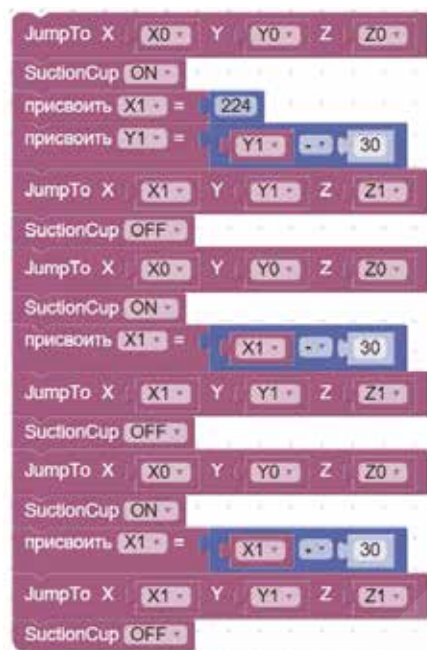 JumpTo X X0 Y Y0 Z Z0
SuctionCup ON
присвоить X1 = 224
присвоить Y1 = Y1 - 30
JumpTo X X1 Y Y1 Z Z1
SuctionCup OFF
JumpTo X X0 Y Y0 Z Z0
SuctionCup ON
присвоить X1 = X1 - 30
JumpTo X X1 Y Y1 Z Z1
SuctionCup OFF
JumpTo X X0 Y Y0 Z Z0
SuctionCup ON
присвоить X1 = X1 - 30
JumpTo X X1 Y Y1 Z Z1
SuctionCup OFF